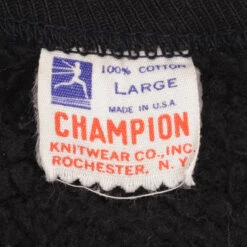 100% COTTON
LARGE
MADE IN U.S.A.
CHAMPION
KNITWEAR CO., INC.
ROCHESTER, N. Y.